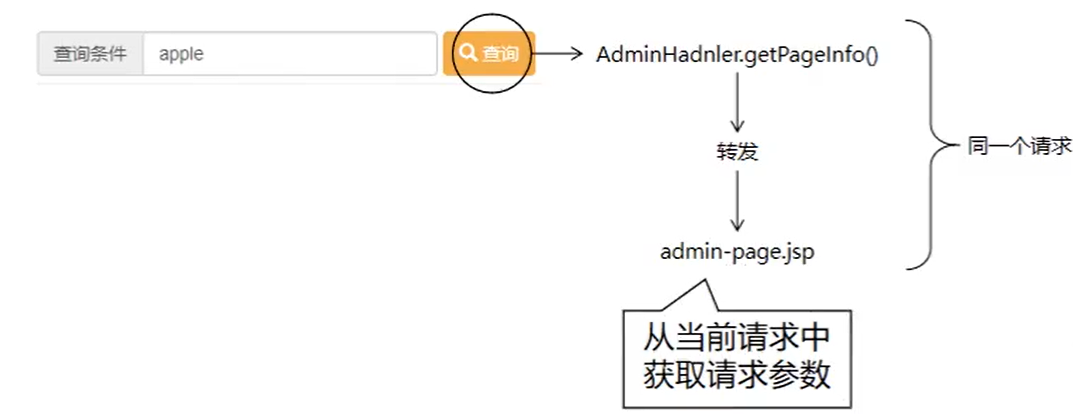 查询条件 apple 查询 AdminHadnler.getPageInfo()
转发
同一个请求
admin-page.jsp
从当前请求中
获取请求参数